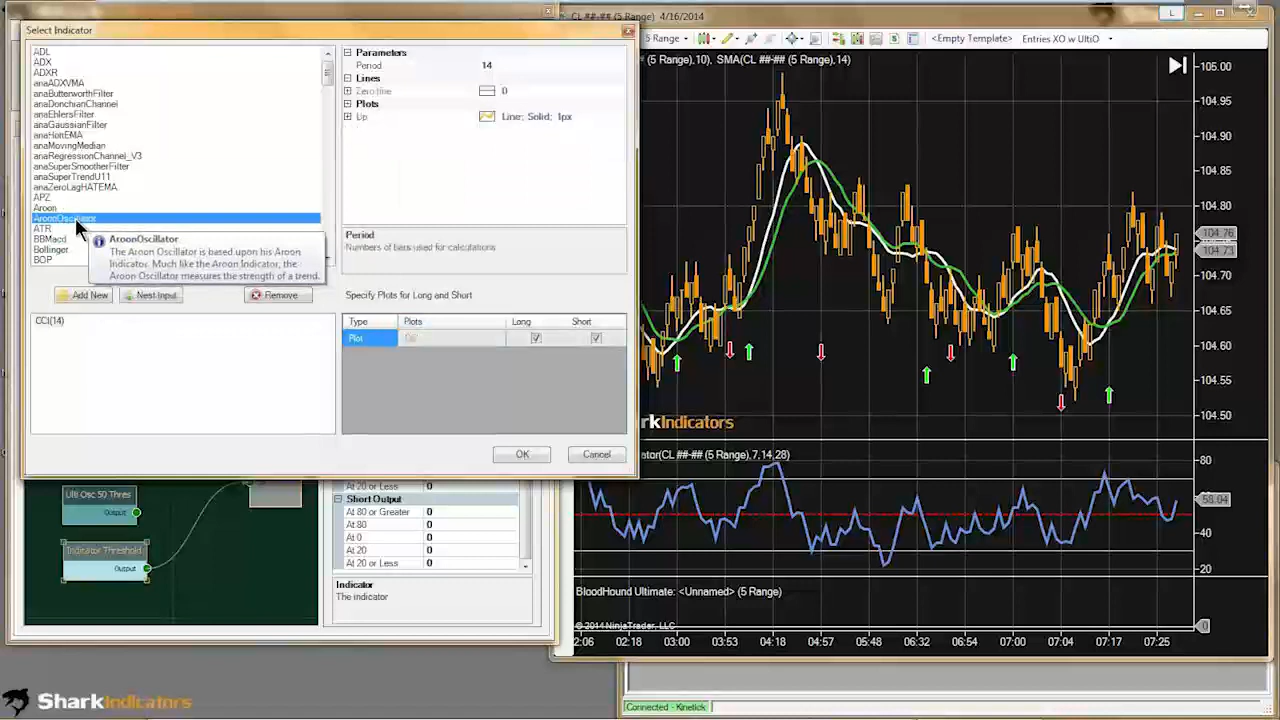 Select Indicator
ADL
ADX
ADXR
anaADXVMA
anaButterworthFilter
anaDonchianChannel
anaEhlersFilter
anaGaussianFilter
anaHoltEMA
anaMovingMedian
anaRegressionChannel_V3
anaSuperSmootherFilter
anaSuperTrendU11
anaZeroLagHATEMA
APZ
Aroon
AroonOscillator
ATR
BBMacd
Bollinger
BOP
AroonOscillator
The Aroon Oscillator is based upon his Aroon
Indicator. Much like the Aroon Indicator, the
Aroon Oscillator measures the strength of a trend.
Add New
Nest Input
Remove
CCI(14)
Parameters
Period 14
Lines
Zero line 0
Plots
Up Line; Solid; 1px
Period
Numbers of bars used for calculations
Specify Plots for Long and Short
Type Plots Long Short
Plot
OK
Cancel
Ulti Osc 50 Thres
Output
Indicator Threshold
Output
At 20 or Less 0
Short Output
At 80 or Greater 0
At 80 0
At 0 0
At 20 0
At 20 or Less 0
Indicator
The indicator
CL ##-## (5 Range) 4/16/2014
L
5 Range
<Empty Template>
Entries XO w UltiO
(5 Range),10), SMA(CL ##-## (5 Range),14)
105.00
104.95
104.90
104.85
104.80
104.76
104.73
104.70
104.65
104.60
104.55
104.50
rkIndicators
ator(CL ##-## (5 Range),7,14,28)
80
58.04
40
20
BloodHound Ultimate: <Unnamed> (5 Range)
0
© 2014 NinjaTrader, LLC
2:06 02:18 03:00 03:53 04:18 04:57 05:48 06:08 06:54 07:00 07:04 07:17 07:25
SharkIndicators
Connected - Kinetick